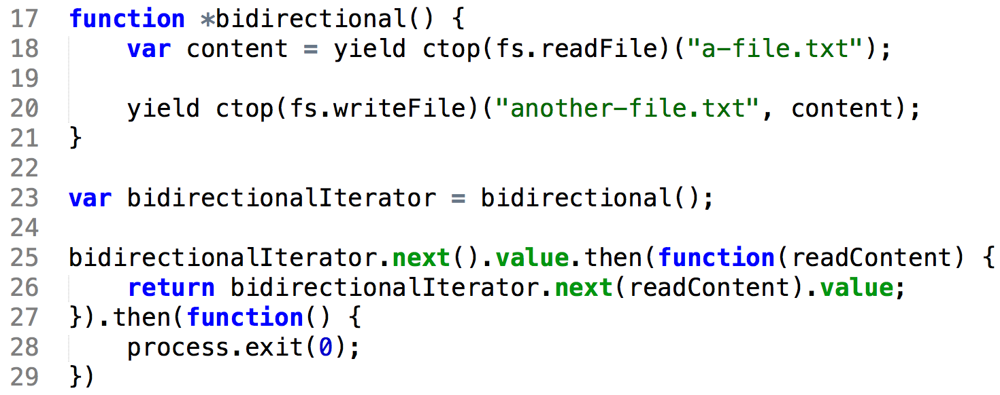 17 function *bidirectional() {
18     var content = yield ctop(fs.readFile)("a-file.txt");
19
20     yield ctop(fs.writeFile)("another-file.txt", content);
21 }
22
23 var bidirectionalIterator = bidirectional();
24
25 bidirectionalIterator.next().value.then(function(readContent) {
26     return bidirectionalIterator.next(readContent).value;
27 }).then(function() {
28     process.exit(0);
29 })